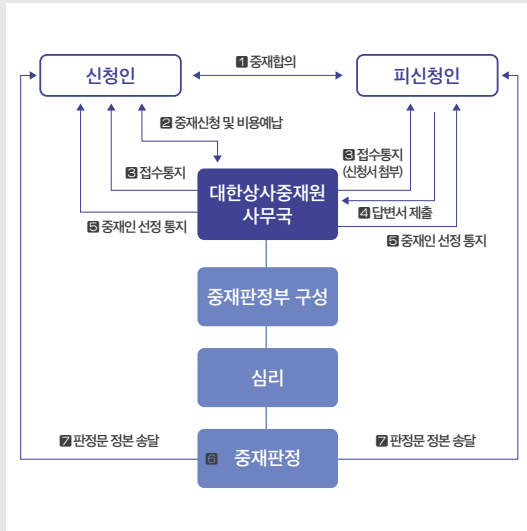 신청인
1 중재합의
피신청인
2 중재신청 및 비용예납
3 접수통지
3 접수통지
(신청서 첨부)
대한상사중재원
사무국
4 답변서 제출
5 중재인 선정 통지
5 중재인 선정 통지
중재판정부 구성
심리
7 판정문 정본 송달
6 중재판정
7 판정문 정본 송달